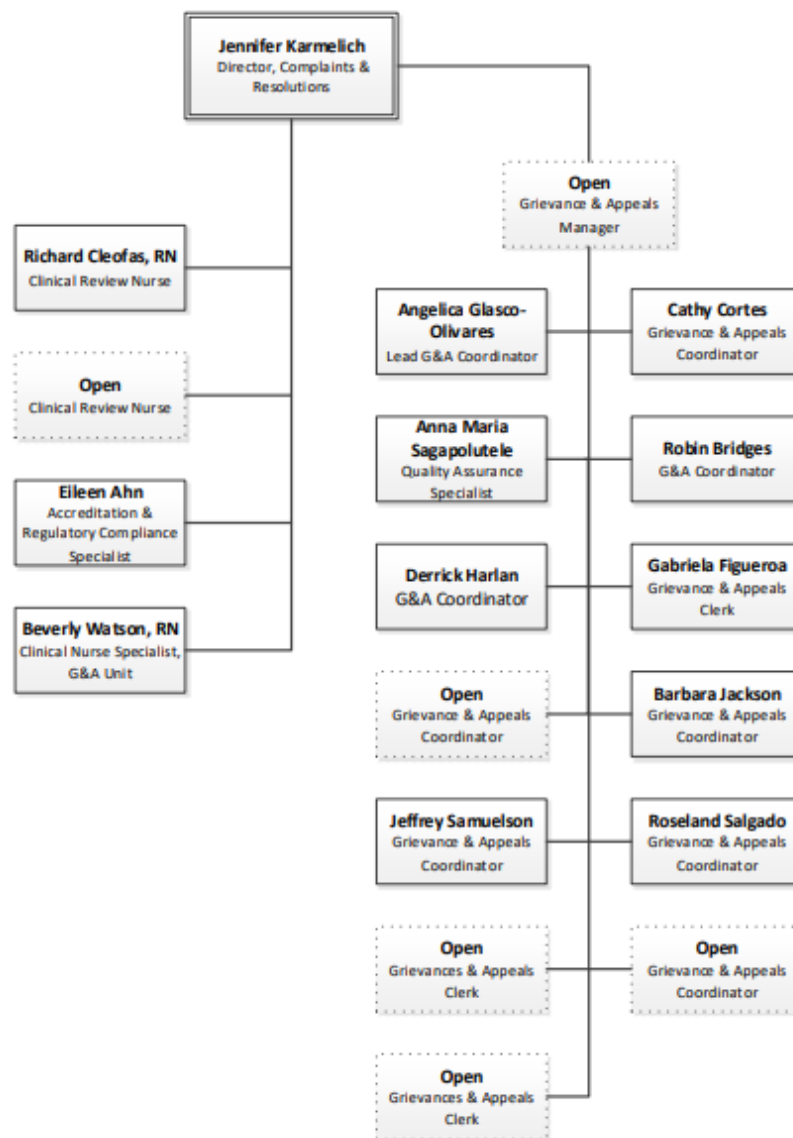 Jennifer Karmelich
Director, Complaints &
Resolutions
Open
Grievance & Appeals
Manager
Richard Cleofas, RN
Clinical Review Nurse
Open
Clinical Review Nurse
Eileen Ahn
Accreditation &
Regulatory Compliance
Specialist
Beverly Watson, RN
Clinical Nurse Specialist,
G&A Unit
Angelica Glasco-
Olivares
Lead G&A Coordinator
Cathy Cortes
Grievance & Appeals
Coordinator
Anna Maria
Sagapolutele
Quality Assurance
Specialist
Robin Bridges
G&A Coordinator
Derrick Harlan
G&A Coordinator
Gabriela Figueroa
Grievance & Appeals
Clerk
Open
Grievance & Appeals
Coordinator
Barbara Jackson
Grievance & Appeals
Coordinator
Jeffrey Samuelson
Grievance & Appeals
Coordinator
Roseland Salgado
Grievance & Appeals
Coordinator
Open
Grievances & Appeals
Clerk
Open
Grievance & Appeals
Coordinator
Open
Grievances & Appeals
Clerk